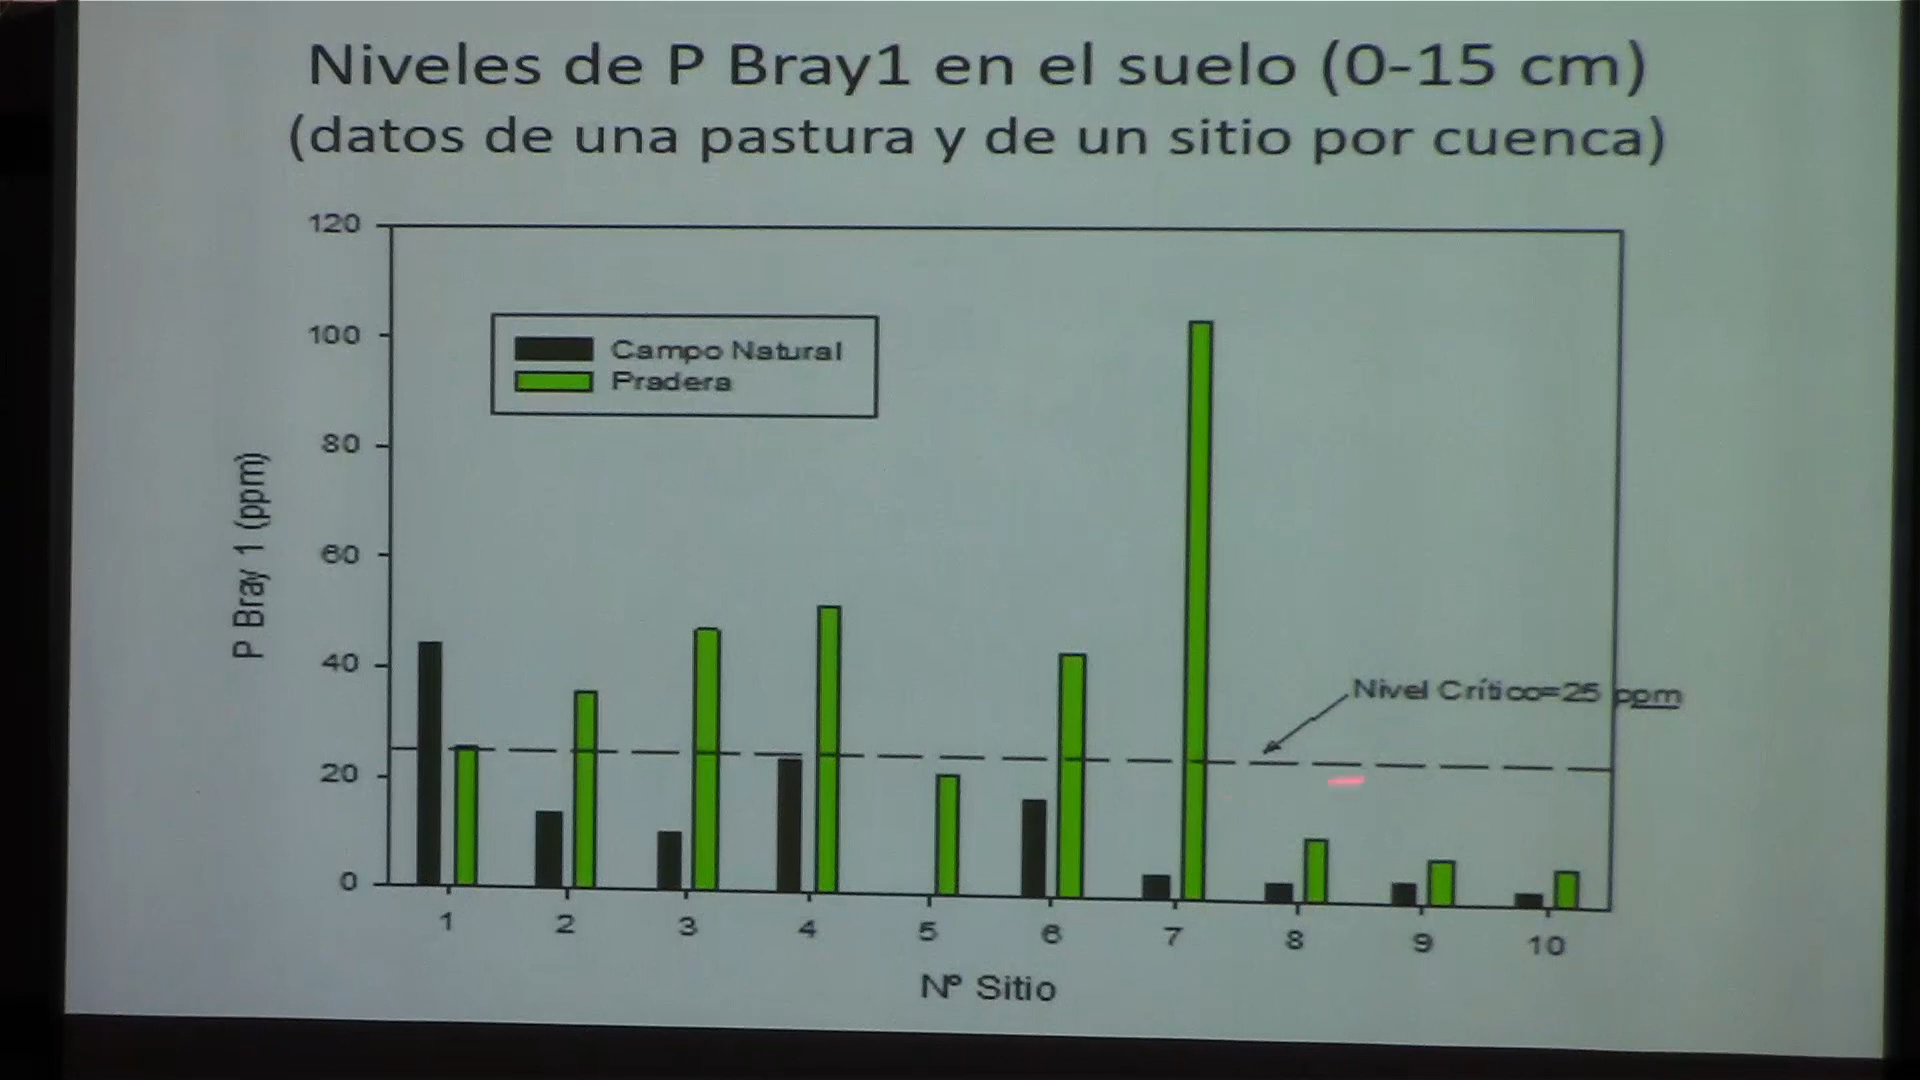 Niveles de P Bray1 en el suelo (0-15 cm)
(datos de una pastura y de un sitio por cuenca)
120
100
80
60
40
20
0
P Bray 1 (ppm)
Campo Natural
Pradera
Nivel Crítico=25 ppm
1 2 3 4 5 6 7 8 9 10
Nº Sitio